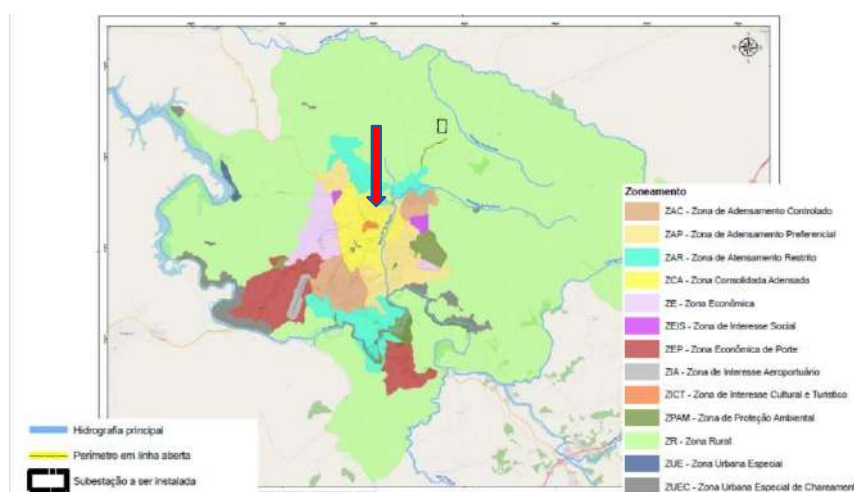 Zoneamento
ZAC - Zona de Adensamento Controlado
ZAP - Zona de Adensamento Preferencial
ZAR - Zona de Atensamento Restrito
ZCA - Zona Consolidada Adensada
ZE - Zona Econômica
ZEIS - Zona de Interesse Social
ZEP - Zona Econômica de Porte
ZIA - Zona de Interesse Aeroportuário
ZICT - Zona de Interesse Cultural e Turístico
ZPAM - Zona de Proteção Ambiental
ZR - Zona Rural
ZUE - Zona Urbana Especial
ZUEC - Zona Urbana Especial de Chacreament
Hidrografia principal
Perímetro em linha aberta
Subestação a ser instalada